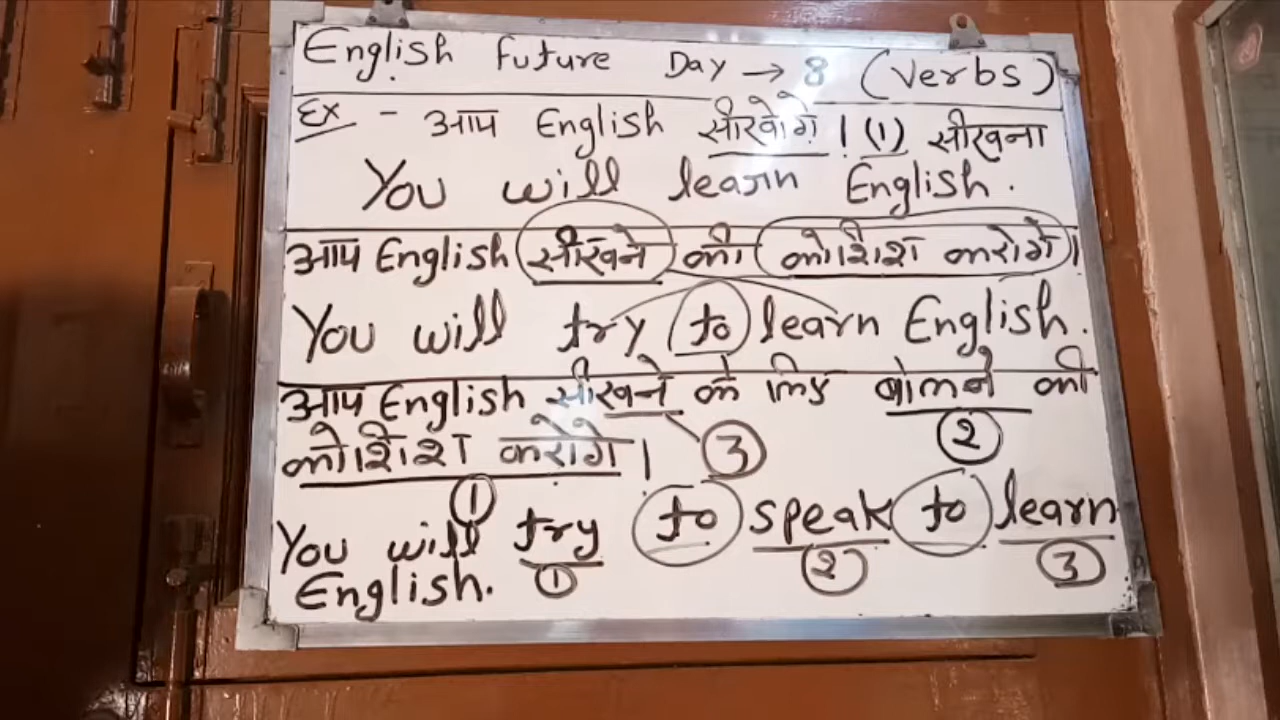 English Future Day → 8 (Verbs)
Ex - आप English सीखोगे । (1) सीखना
You will learn English.
आप English सीखने की कोशिश करोगे।
You will try to learn English.
आप English सीखने के लिए बोलने की
कोशिश करोगे । 3 2
1
You will try to speak to learn
English. 1 2 3